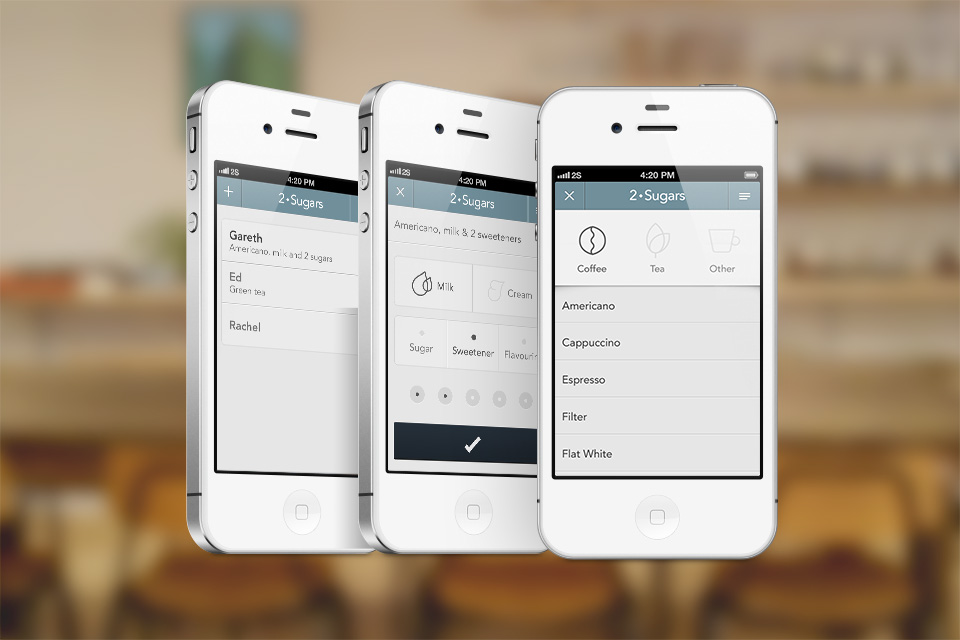 2S
4:20 PM
2•Sugars
Gareth
Americano, milk and 2 sugars
Ed
Green tea
Rachel
2S
4:20 PM
2•Sugars
Americano, milk & 2 sweeteners
Milk
Cream
Sugar
Sweetener
Flavourin
2S
4:20 PM
2•Sugars
Coffee
Tea
Other
Americano
Cappuccino
Espresso
Filter
Flat White